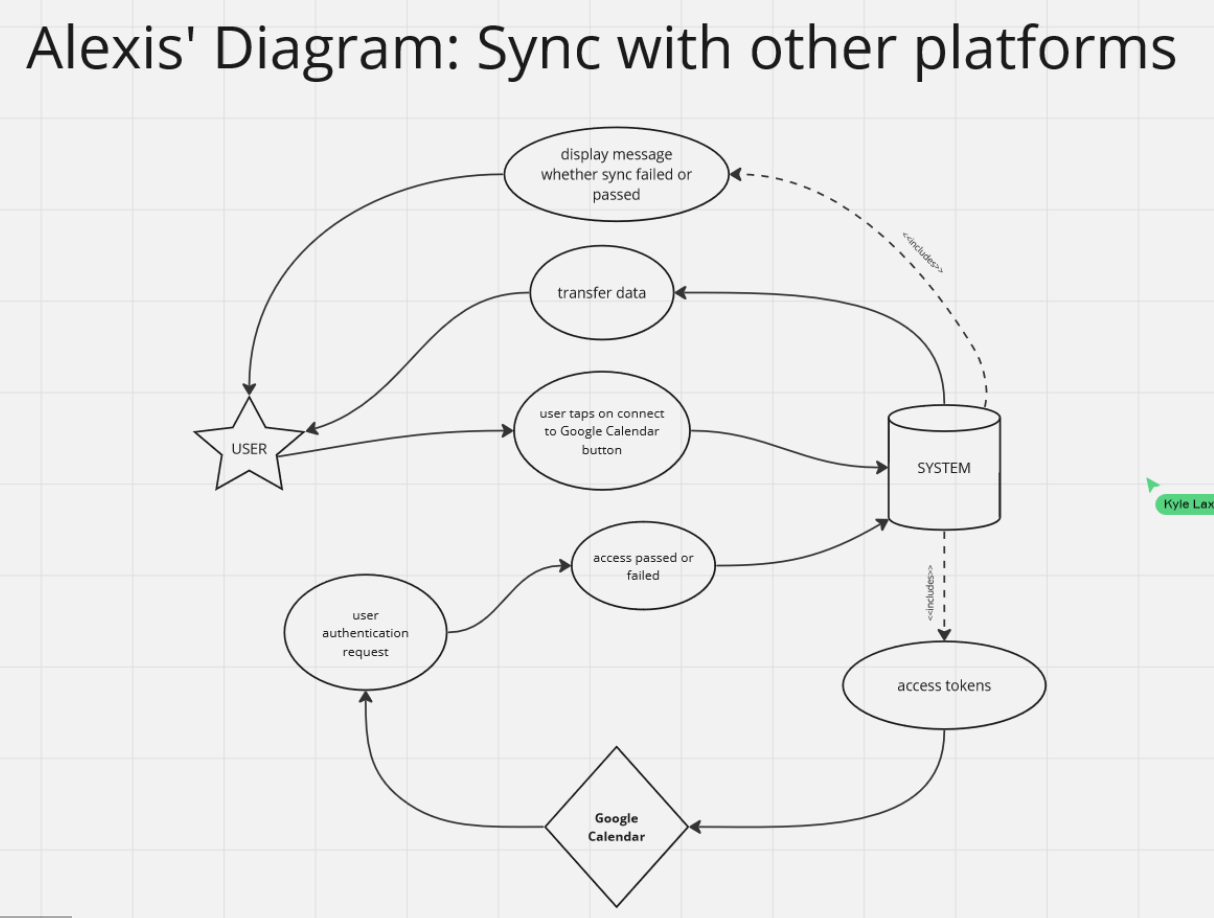 Alexis' Diagram: Sync with other platforms
display message
whether sync failed or
passed
<<includes>>
transfer data
user taps on connect
to Google Calendar
button
USER
SYSTEM
Kyle Lax
access passed or
failed
<<includes>>
user
authentication
request
access tokens
Google
Calendar